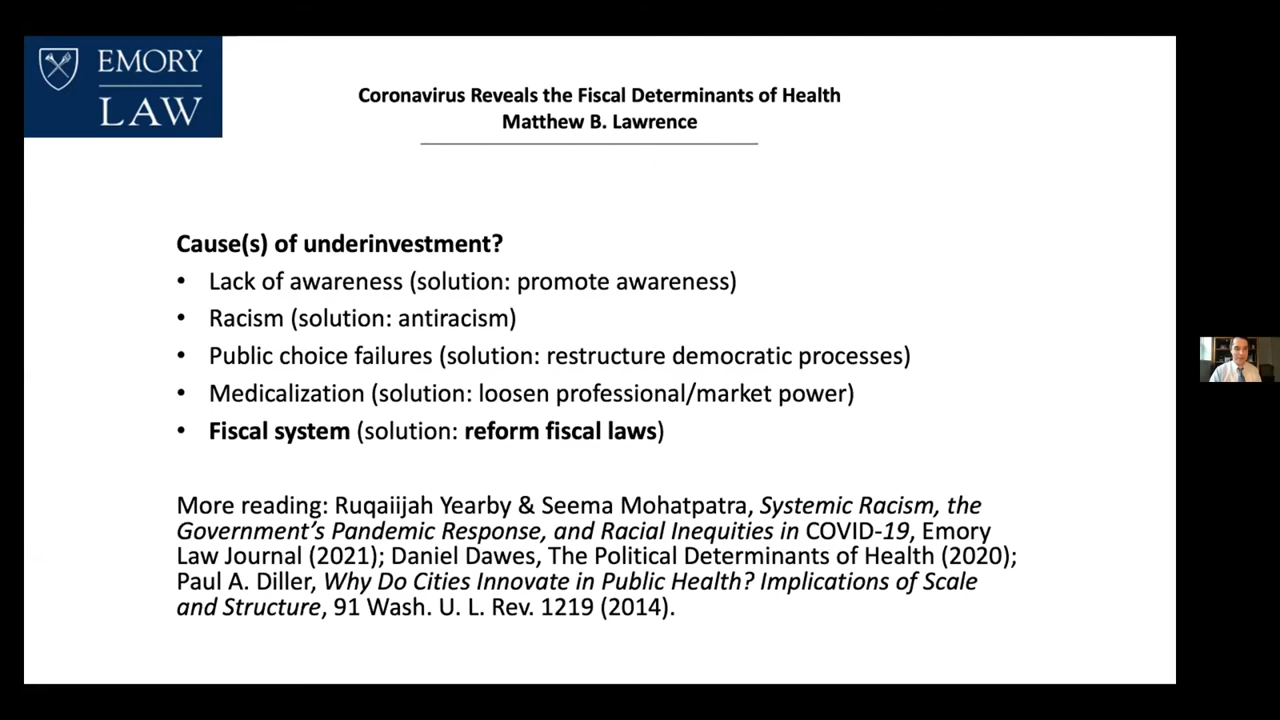 EMORY
LAW
Coronavirus Reveals the Fiscal Determinants of Health
Matthew B. Lawrence
Cause(s) of underinvestment?
• Lack of awareness (solution: promote awareness)
• Racism (solution: antiracism)
• Public choice failures (solution: restructure democratic processes)
• Medicalization (solution: loosen professional/market power)
• Fiscal system (solution: reform fiscal laws)
More reading: Ruqaiijah Yearby & Seema Mohatpatra, Systemic Racism, the
Government’s Pandemic Response, and Racial Inequities in COVID-19, Emory
Law Journal (2021); Daniel Dawes, The Political Determinants of Health (2020);
Paul A. Diller, Why Do Cities Innovate in Public Health? Implications of Scale
and Structure, 91 Wash. U. L. Rev. 1219 (2014).